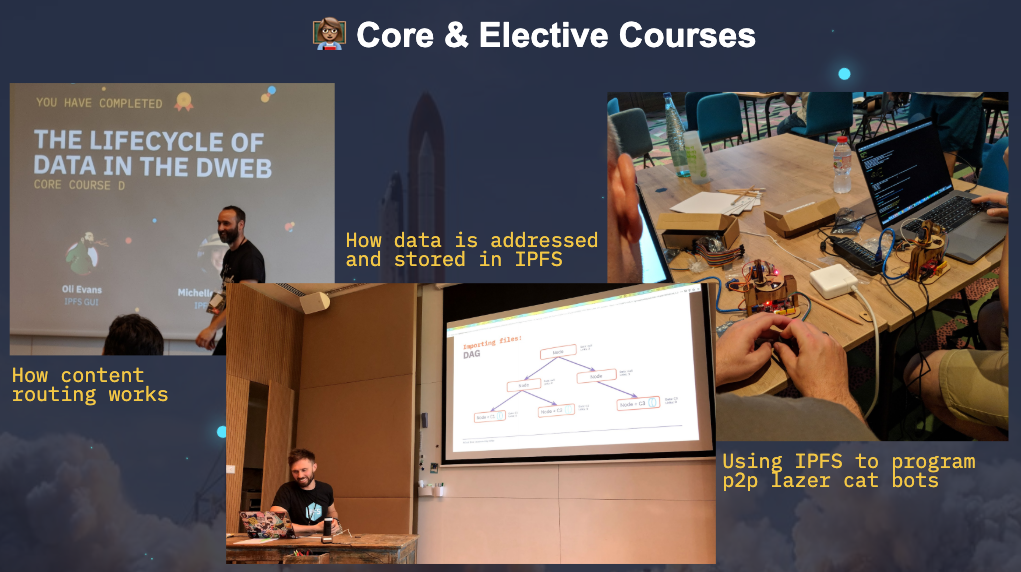 Core & Elective Courses
YOU HAVE COMPLETED
THE LIFECYCLE OF
DATA IN THE DWEB
CORE COURSE D
Oli Evans
IPFS GUI
Michelle
How content
routing works
How data is addressed
and stored in IPFS
Importing files:
DAG
Node
Node
Node
Node + C1
Node + C2
Node + C3
Using IPFS to program
p2p lazer cat bots